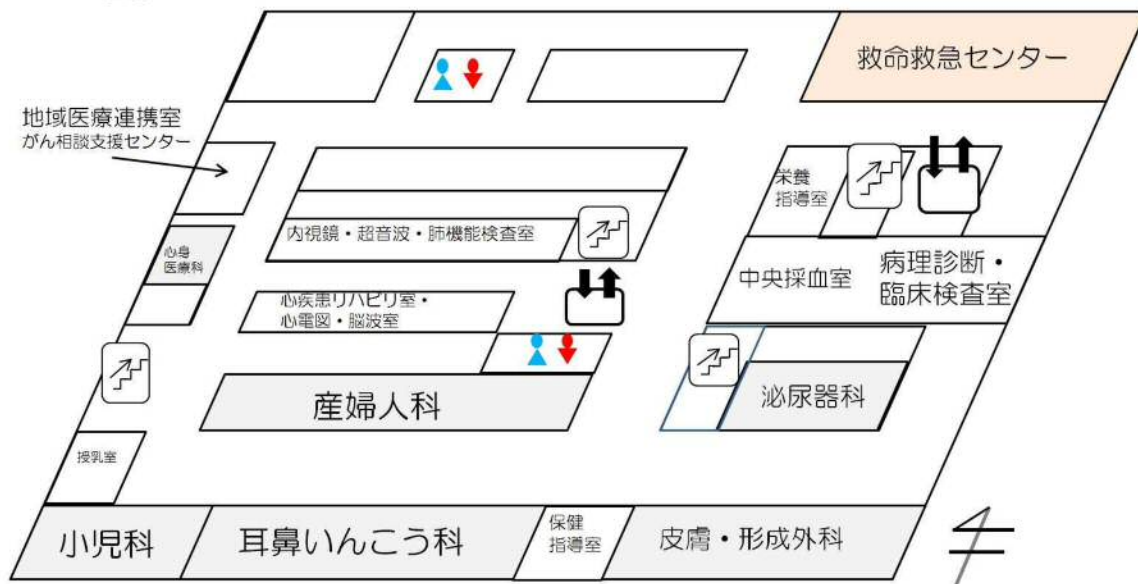 救命救急センター
地域医療連携室
がん相談支援センター
栄養
指導室
内視鏡・超音波・肺機能検査室
心身
医療科
中央採血室
病理診断・
臨床検査室
心疾患リハビリ室・
心電図・脳波室
産婦人科
泌尿器科
授乳室
小児科
耳鼻いんこう科
保健
指導室
皮膚・形成外科